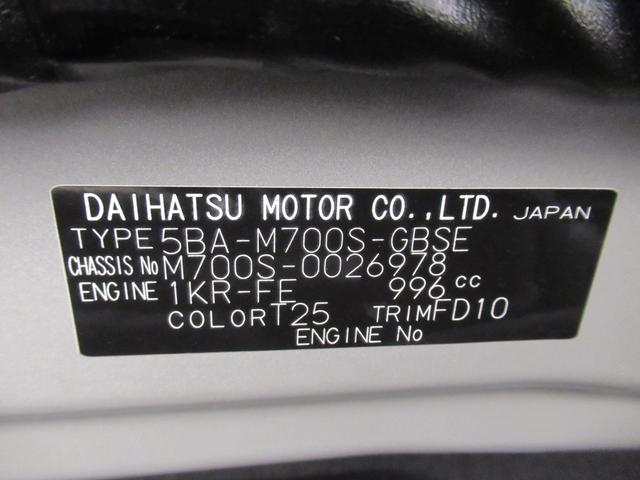 DAIHATSU MOTOR CO.,LTD. JAPAN
TYPE 5BA-M700S-GBSE
CHASSIS No M700S-0026978
ENGINE 1KR-FE 996 cc
COLOR T25 TRIM FD10
ENGINE No